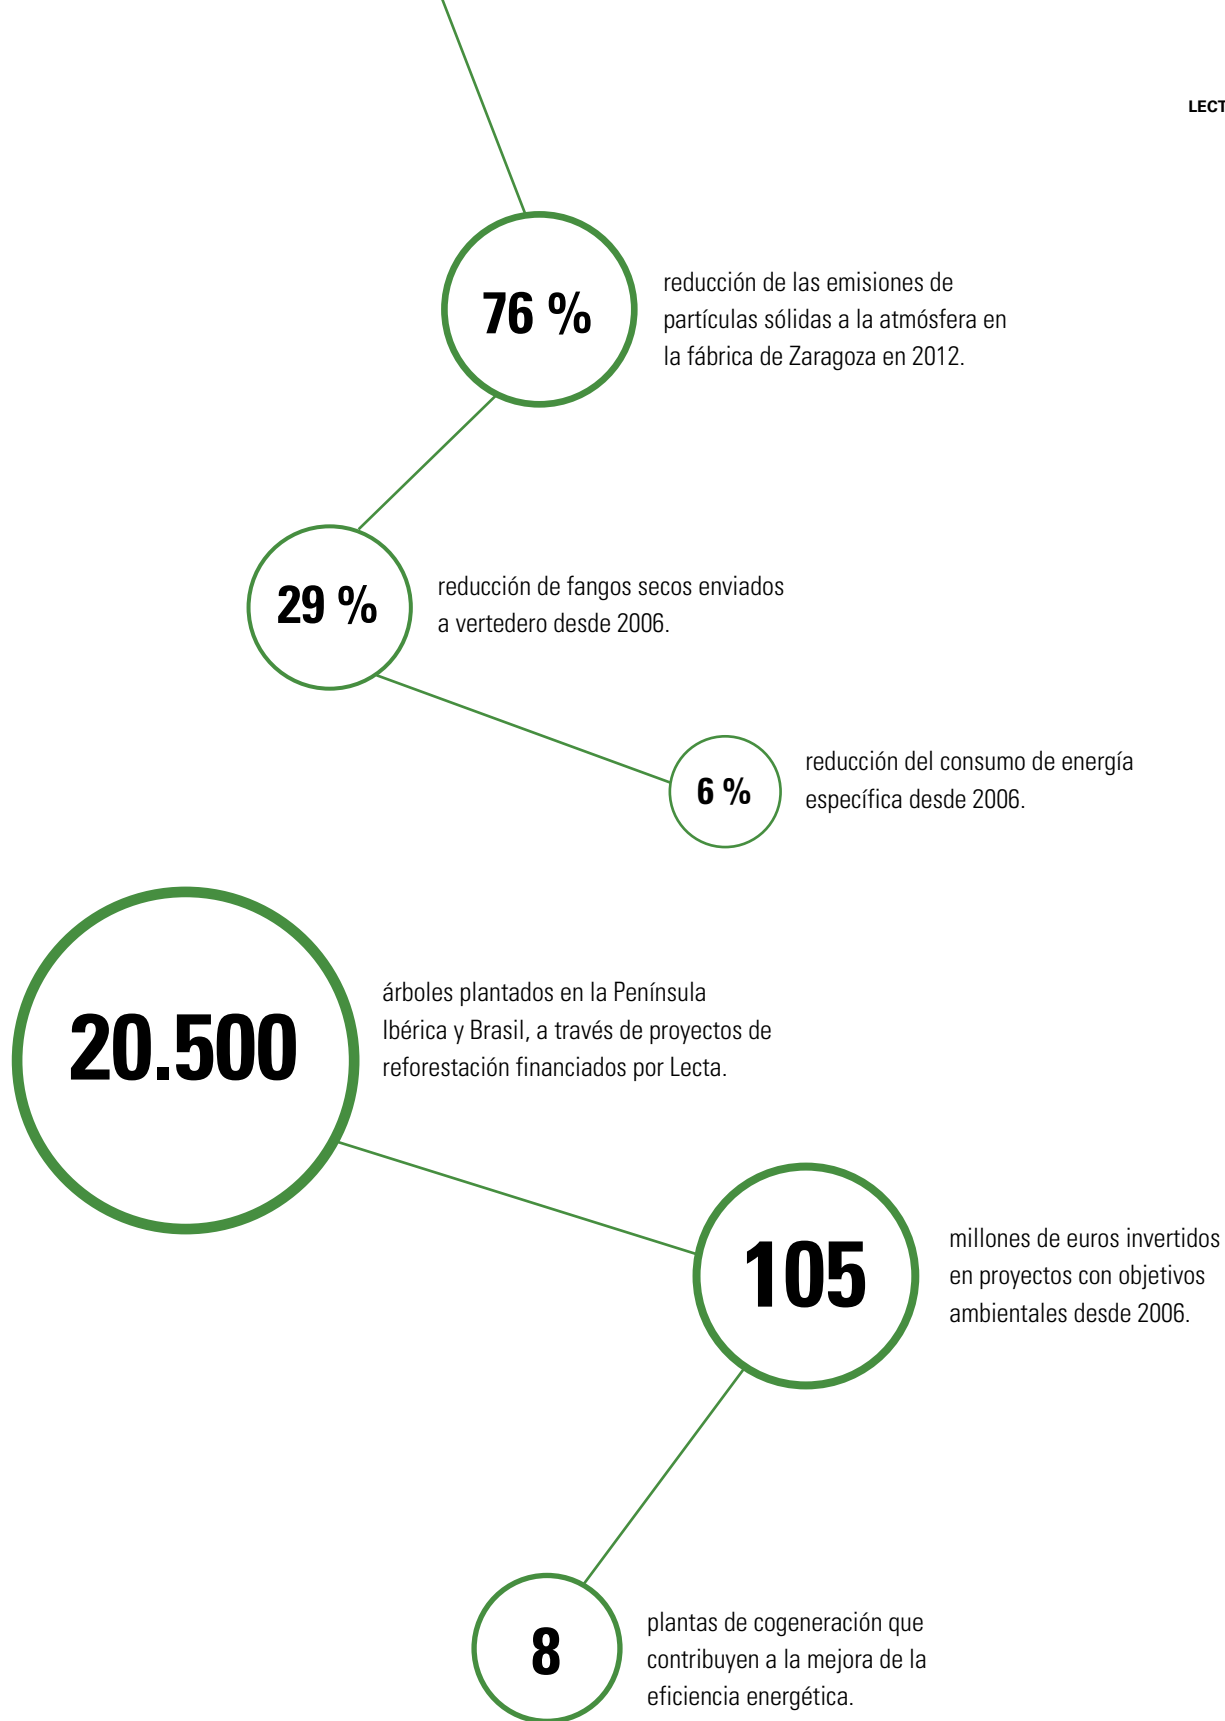 LECT
76 %
reducción de las emisiones de
partículas sólidas a la atmósfera en
la fábrica de Zaragoza en 2012.
29 %
reducción de fangos secos enviados
a vertedero desde 2006.
6 %
reducción del consumo de energía
específica desde 2006.
20.500
árboles plantados en la Península
Ibérica y Brasil, a través de proyectos de
reforestación financiados por Lecta.
105
millones de euros invertidos
en proyectos con objetivos
ambientales desde 2006.
8
plantas de cogeneración que
contribuyen a la mejora de la
eficiencia energética.